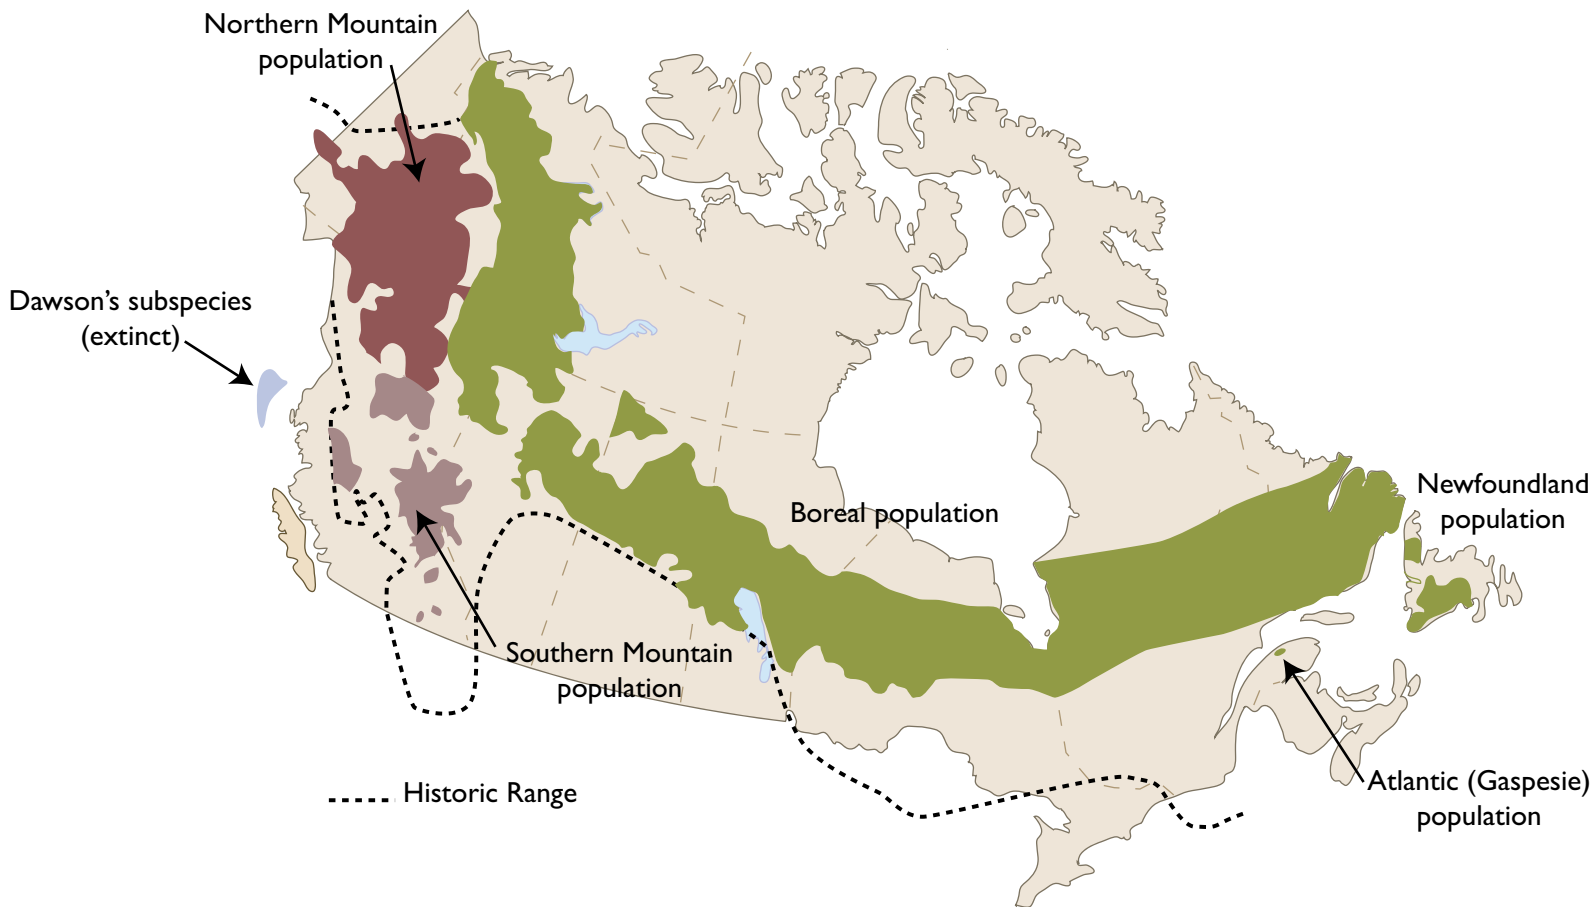 Northern Mountain
population
Dawson’s subspecies
(extinct)
Newfoundland
population
Boreal population
Southern Mountain
population
Historic Range
Atlantic (Gaspesie)
population